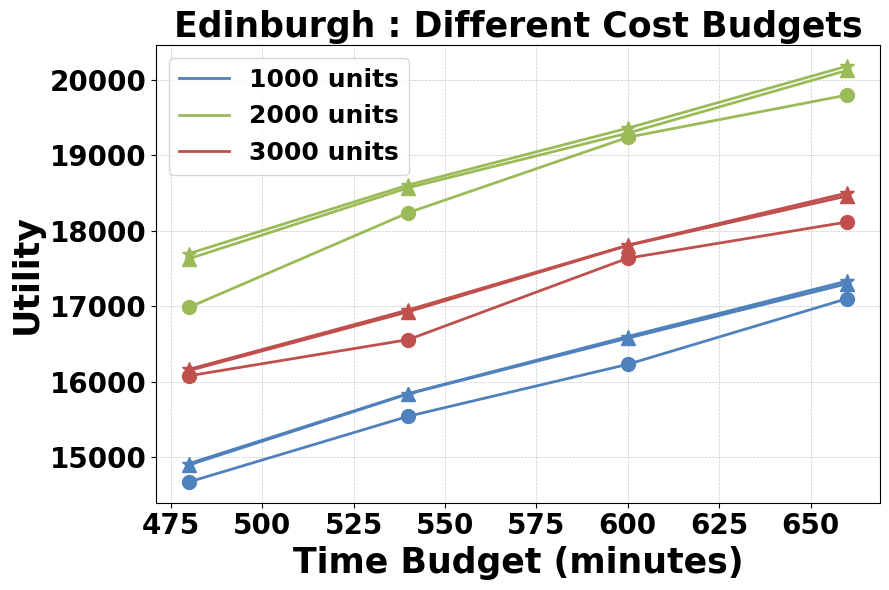 Edinburgh : Different Cost Budgets
1000 units
2000 units
3000 units
Utility
20000
19000
18000
17000
16000
15000
475 500 525 550 575 600 625 650
Time Budget (minutes)